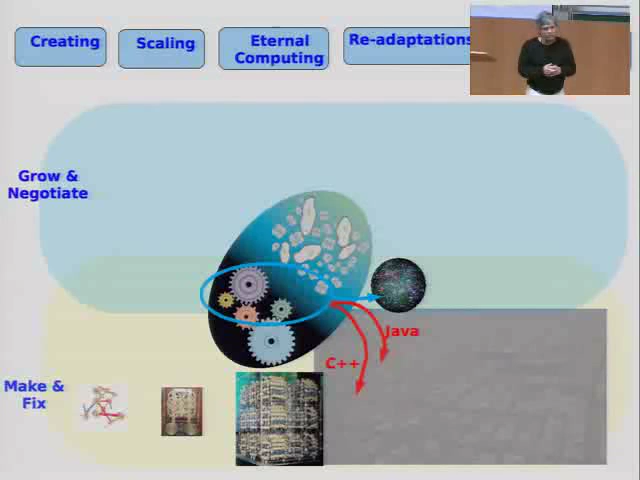 Creating
Scaling
Eternal
Computing
Re-adaptations
Grow &
Negotiate
Java
C++
Make &
Fix